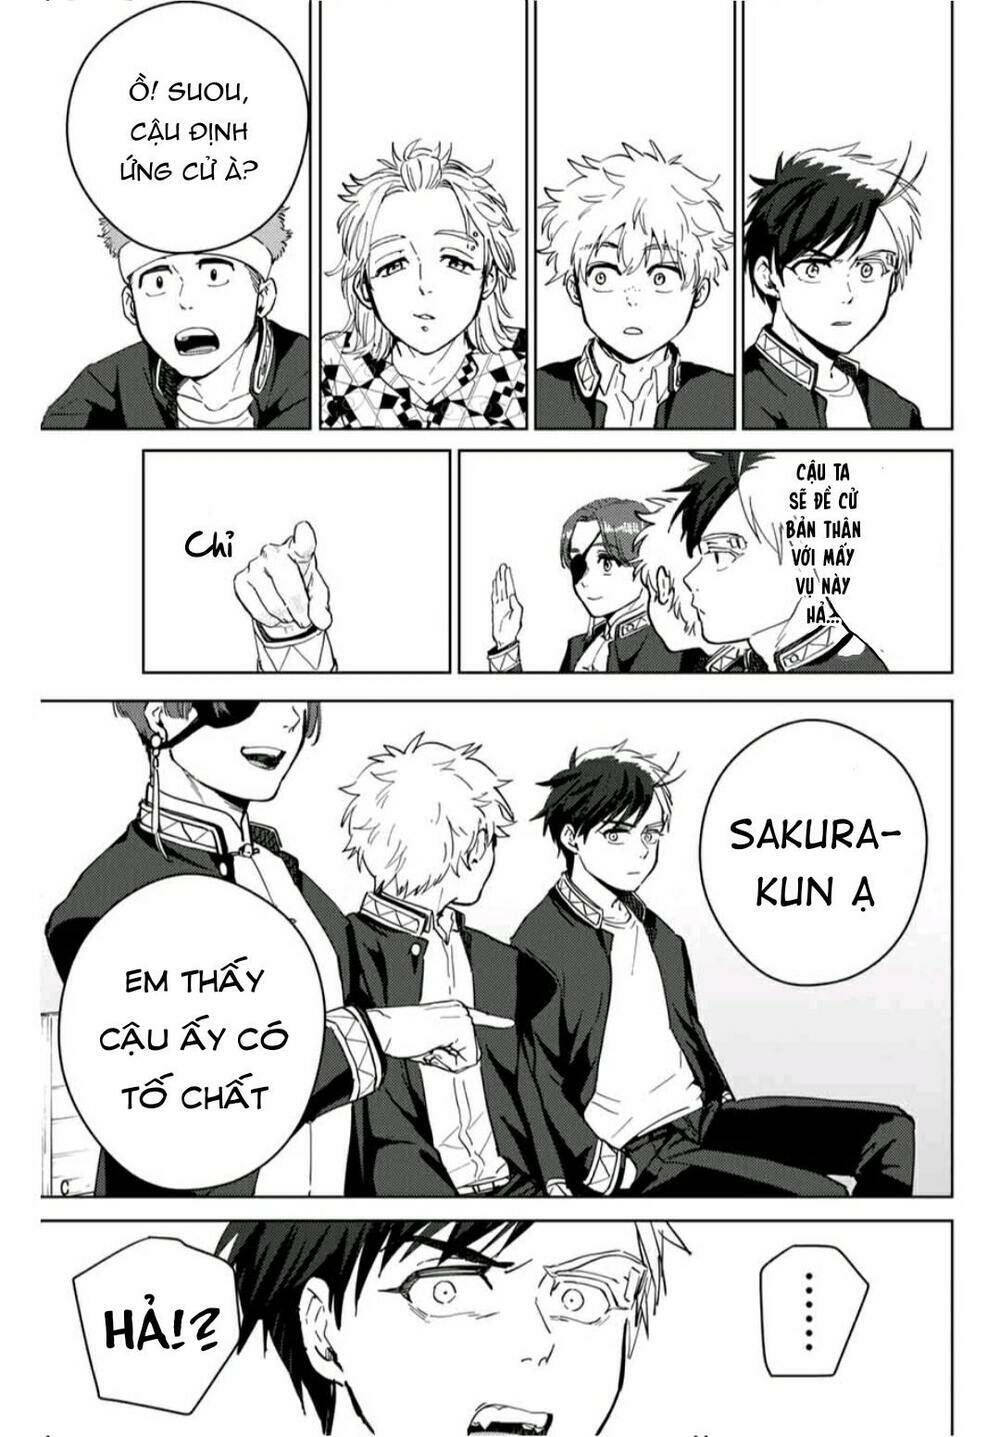 Ồ! SUOU,
CẬU ĐỊNH
ỨNG CỬ À?
CẬU TA
SẼ ĐỀ CỬ
BẢN THÂN
VỚI MẤY
VỤ NÀY
HẢ...
Chỉ
SAKURA-
KUN Ạ
EM THẤY
CẬU ẤY CÓ
TỐ CHẤT
......
HẢ!?